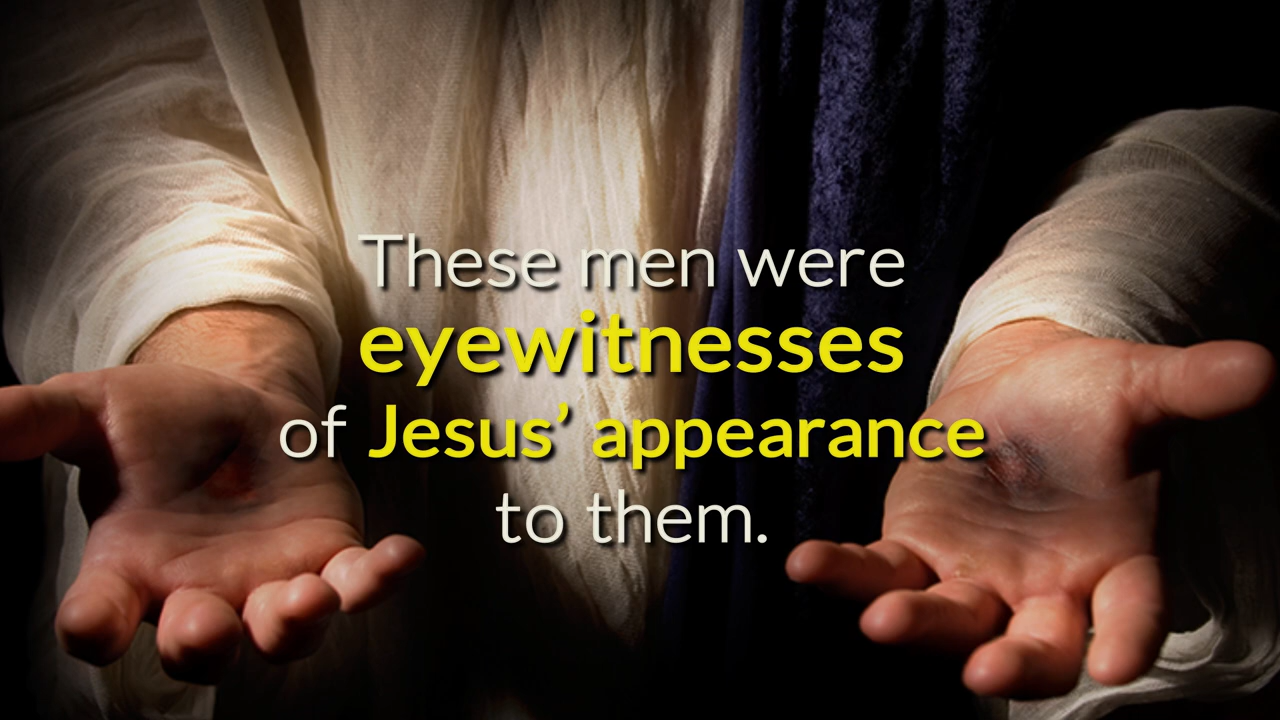 These men were
eyewitnesses
of Jesus’ appearance
to them.